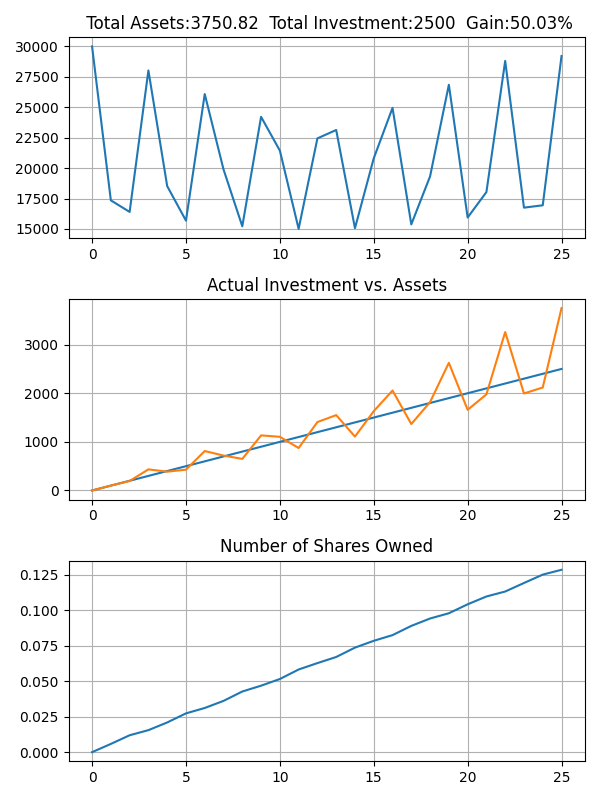 Total Assets:3750.82  Total Investment:2500  Gain:50.03%
30000
27500
25000
22500
20000
17500
15000
0 5 10 15 20 25
Actual Investment vs. Assets
3000
2000
1000
0
0 5 10 15 20 25
Number of Shares Owned
0.125
0.100
0.075
0.050
0.025
0.000
0 5 10 15 20 25